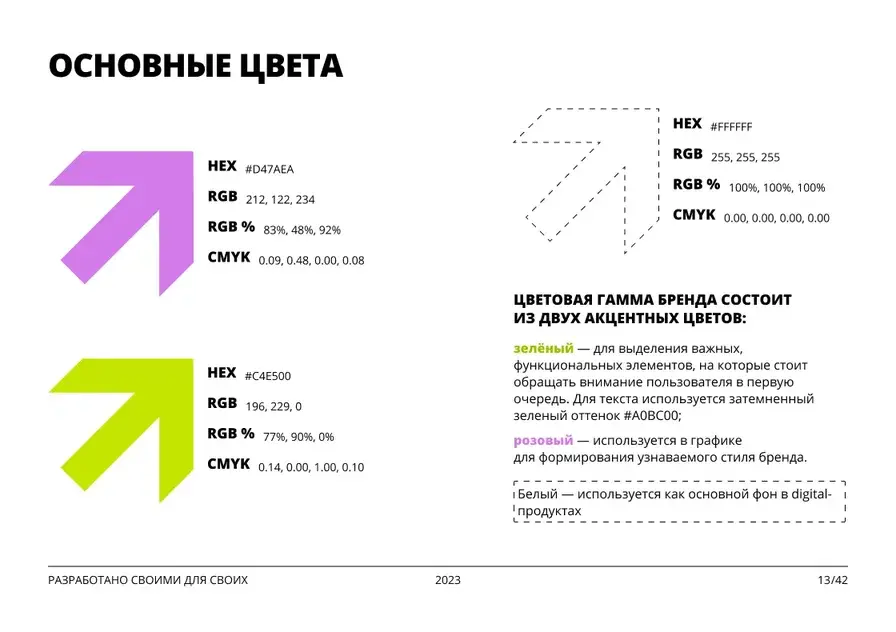 ОСНОВНЫЕ ЦВЕТА
HEX #D47AEA
RGB 212, 122, 234
RGB % 83%, 48%, 92%
CMYK 0.09, 0.48, 0.00, 0.08
HEX #C4E500
RGB 196, 229, 0
RGB % 77%, 90%, 0%
CMYK 0.14, 0.00, 1.00, 0.10
HEX #FFFFFF
RGB 255, 255, 255
RGB % 100%, 100%, 100%
CMYK 0.00, 0.00, 0.00, 0.00
ЦВЕТОВАЯ ГАММА БРЕНДА СОСТОИТ
ИЗ ДВУХ АКЦЕНТНЫХ ЦВЕТОВ:
зелёный — для выделения важных,
функциональных элементов, на которые стоит
обращать внимание пользователя в первую
очередь. Для текста используется затемненный
зеленый оттенок #A0BC00;
розовый — используется в графике
для формирования узнаваемого стиля бренда.
Белый — используется как основной фон в digital-
продуктах
РАЗРАБОТАНО СВОИМИ ДЛЯ СВОИХ
2023
13/42